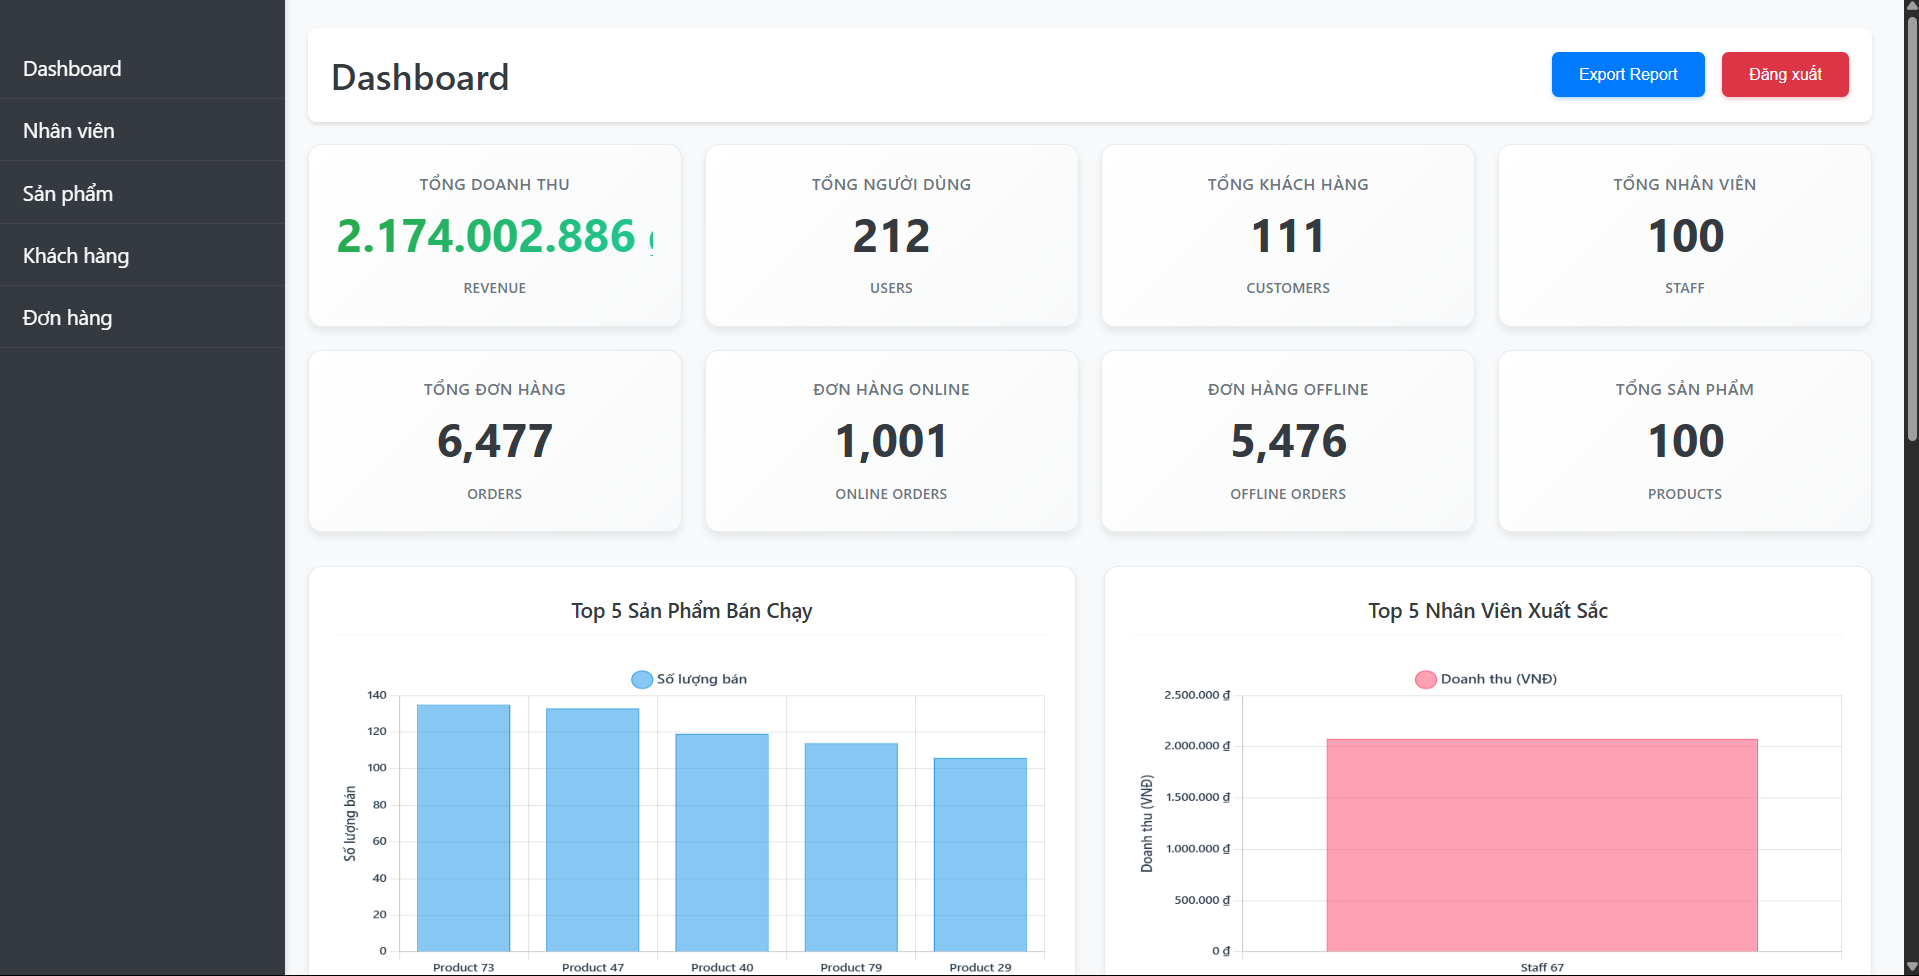 Dashboard
Nhân viên
Sản phẩm
Khách hàng
Đơn hàng
Dashboard
Export Report
Đăng xuất
TỔNG DOANH THU
2.174.002.886
REVENUE
TỔNG NGƯỜI DÙNG
212
USERS
TỔNG KHÁCH HÀNG
111
CUSTOMERS
TỔNG NHÂN VIÊN
100
STAFF
TỔNG ĐƠN HÀNG
6,477
ORDERS
ĐƠN HÀNG ONLINE
1,001
ONLINE ORDERS
ĐƠN HÀNG OFFLINE
5,476
OFFLINE ORDERS
TỔNG SẢN PHẨM
100
PRODUCTS
Top 5 Sản Phẩm Bán Chạy
Số lượng bán
140
120
100
80
60
40
20
0
Số lượng bán
Product 73
Product 47
Product 40
Product 79
Product 29
Top 5 Nhân Viên Xuất Sắc
Doanh thu (VNĐ)
2.500.000 ₫
2.000.000 ₫
1.500.000 ₫
1.000.000 ₫
500.000 ₫
0 ₫
Doanh thu (VNĐ)
Staff 67